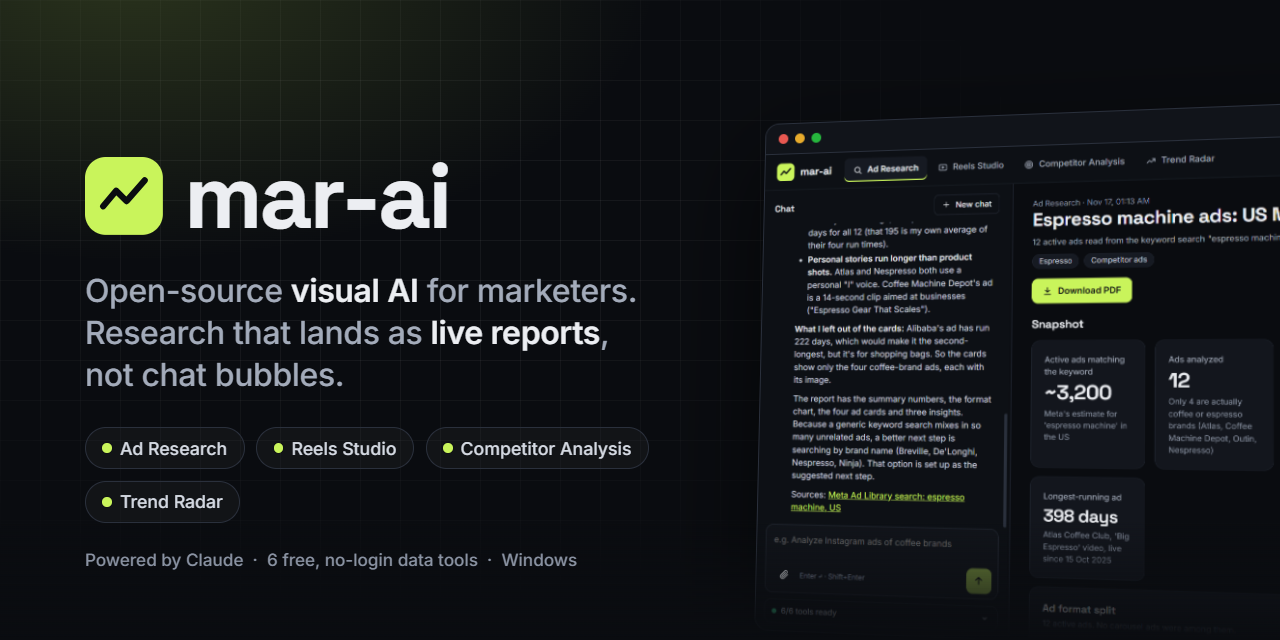 mar-ai
Open-source visual AI for marketers.
Research that lands as live reports,
not chat bubbles.
Ad Research
Reels Studio
Competitor Analysis
Trend Radar
Powered by Claude · 6 free, no-login data tools · Windows
mar-ai
Ad Research
Reels Studio
Competitor Analysis
Trend Radar
Chat
+ New chat
days for all 12 (that 195 is my own average of
their four run times).
• Personal stories run longer than product
shots. Atlas and Nespresso both use a
personal "I" voice. Coffee Machine Depot's ad
is a 14-second clip aimed at businesses
("Espresso Gear That Scales").
What I left out of the cards: Alibaba's ad has run
222 days, which would make it the second-
longest, but it's for shopping bags. So the cards
show only the four coffee-brand ads, each with
its image.
The report has the summary numbers, the format
chart, the four ad cards and three insights.
Because a generic keyword search mixes in so
many unrelated ads, a better next step is
searching by brand name (Breville, De'Longhi,
Nespresso, Ninja). That option is set up as the
suggested next step.
Sources: Meta Ad Library search: espresso
machine, US
e.g. Analyze Instagram ads of coffee brands
Enter ↵ · Shift+Enter
6/6 tools ready
Ad Research · Nov 17, 01:13 AM
Espresso machine ads: US M
12 active ads read from the keyword search "espresso machin
Espresso
Competitor ads
Download PDF
Snapshot
Active ads matching
the keyword
~3,200
Meta's estimate for
'espresso machine' in
the US
Ads analyzed
12
Only 4 are actually
coffee or espresso
brands (Atlas, Coffee
Machine Depot, Outin,
Nespresso)
Longest-running ad
398 days
Atlas Coffee Club, 'Big
Espresso' video, live
since 15 Oct 2025
Ad format split